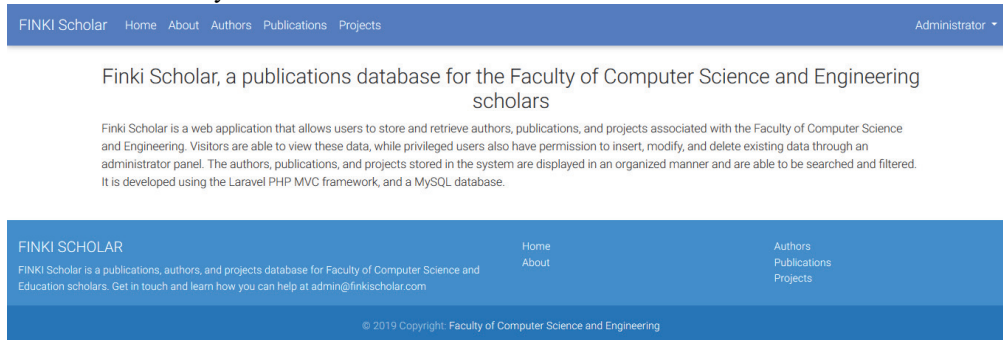 FINKI Scholar Home About Authors Publications Projects Administrator
Finki Scholar, a publications database for the Faculty of Computer Science and Engineering
scholars
Finki Scholar is a web application that allows users to store and retrieve authors, publications, and projects associated with the Faculty of Computer Science
and Engineering. Visitors are able to view these data, while privileged users also have permission to insert, modify, and delete existing data through an
administrator panel. The authors, publications, and projects stored in the system are displayed in an organized manner and are able to be searched and filtered.
It is developed using the Laravel PHP MVC framework, and a MySQL database.
FINKI SCHOLAR
FINKI Scholar is a publications, authors, and projects database for Faculty of Computer Science and
Education scholars. Get in touch and learn how you can help at admin@finkischolar.com
Home
About
Authors
Publications
Projects
© 2019 Copyright: Faculty of Computer Science and Engineering